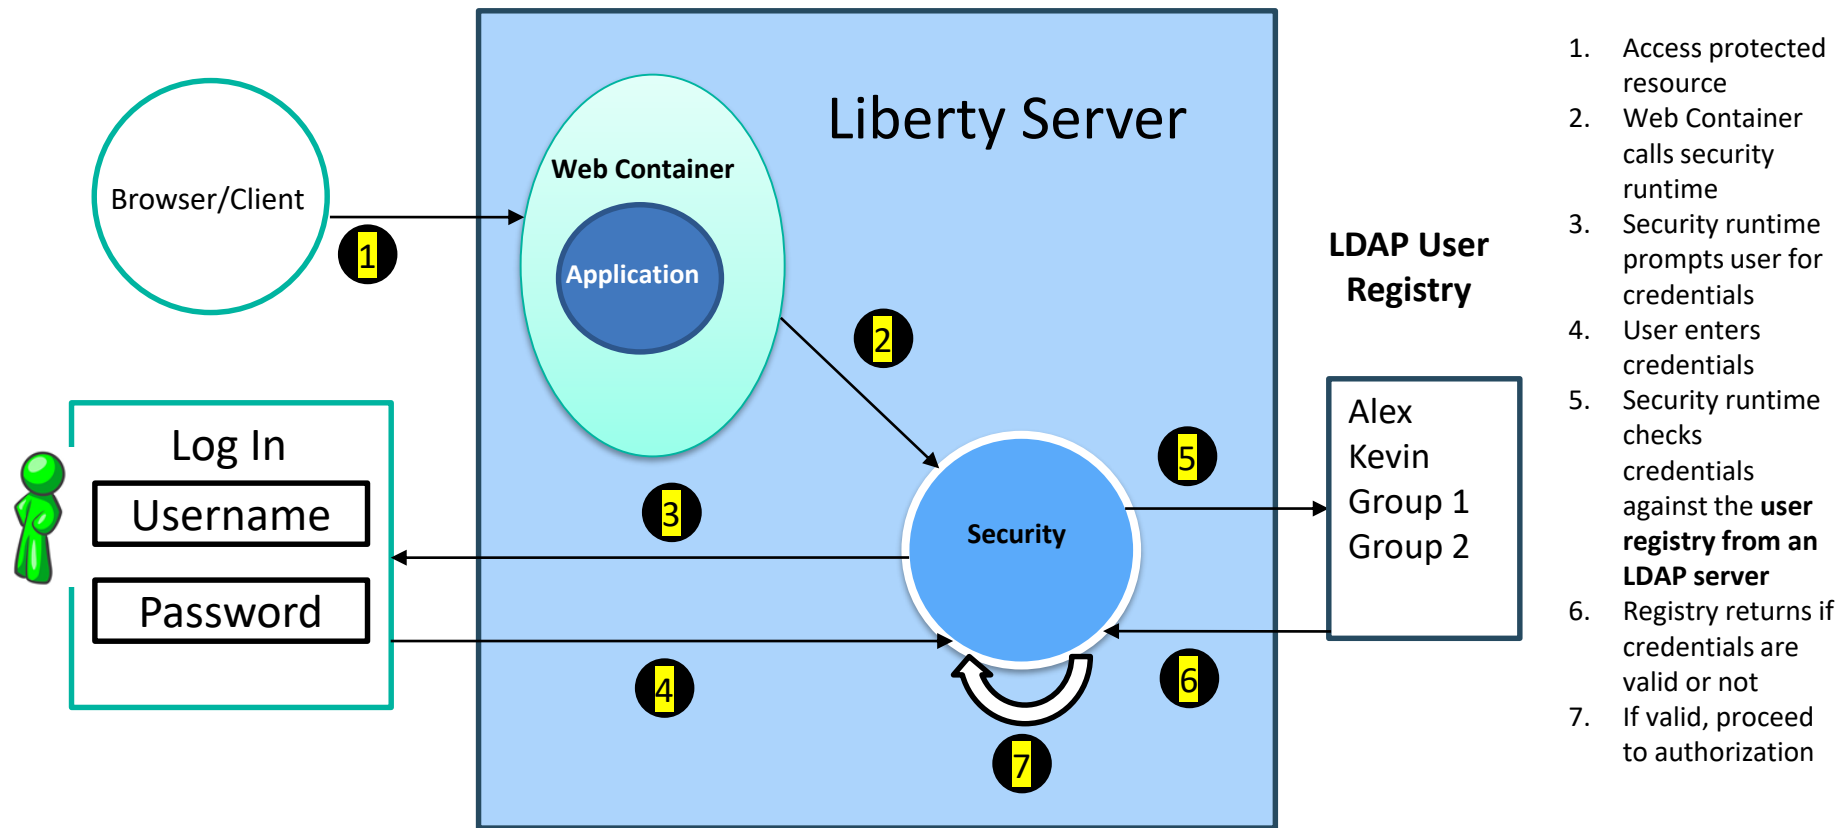 Liberty Server
Web Container
Application
Browser/Client
1
2
Log In
Username
Password
3
4
Security
5
6
7
LDAP User
Registry
Alex
Kevin
Group 1
Group 2
1. Access protected
resource
2. Web Container
calls security
runtime
3. Security runtime
prompts user for
credentials
4. User enters
credentials
5. Security runtime
checks
credentials
against the user
registry from an
LDAP server
6. Registry returns if
credentials are
valid or not
7. If valid, proceed
to authorization